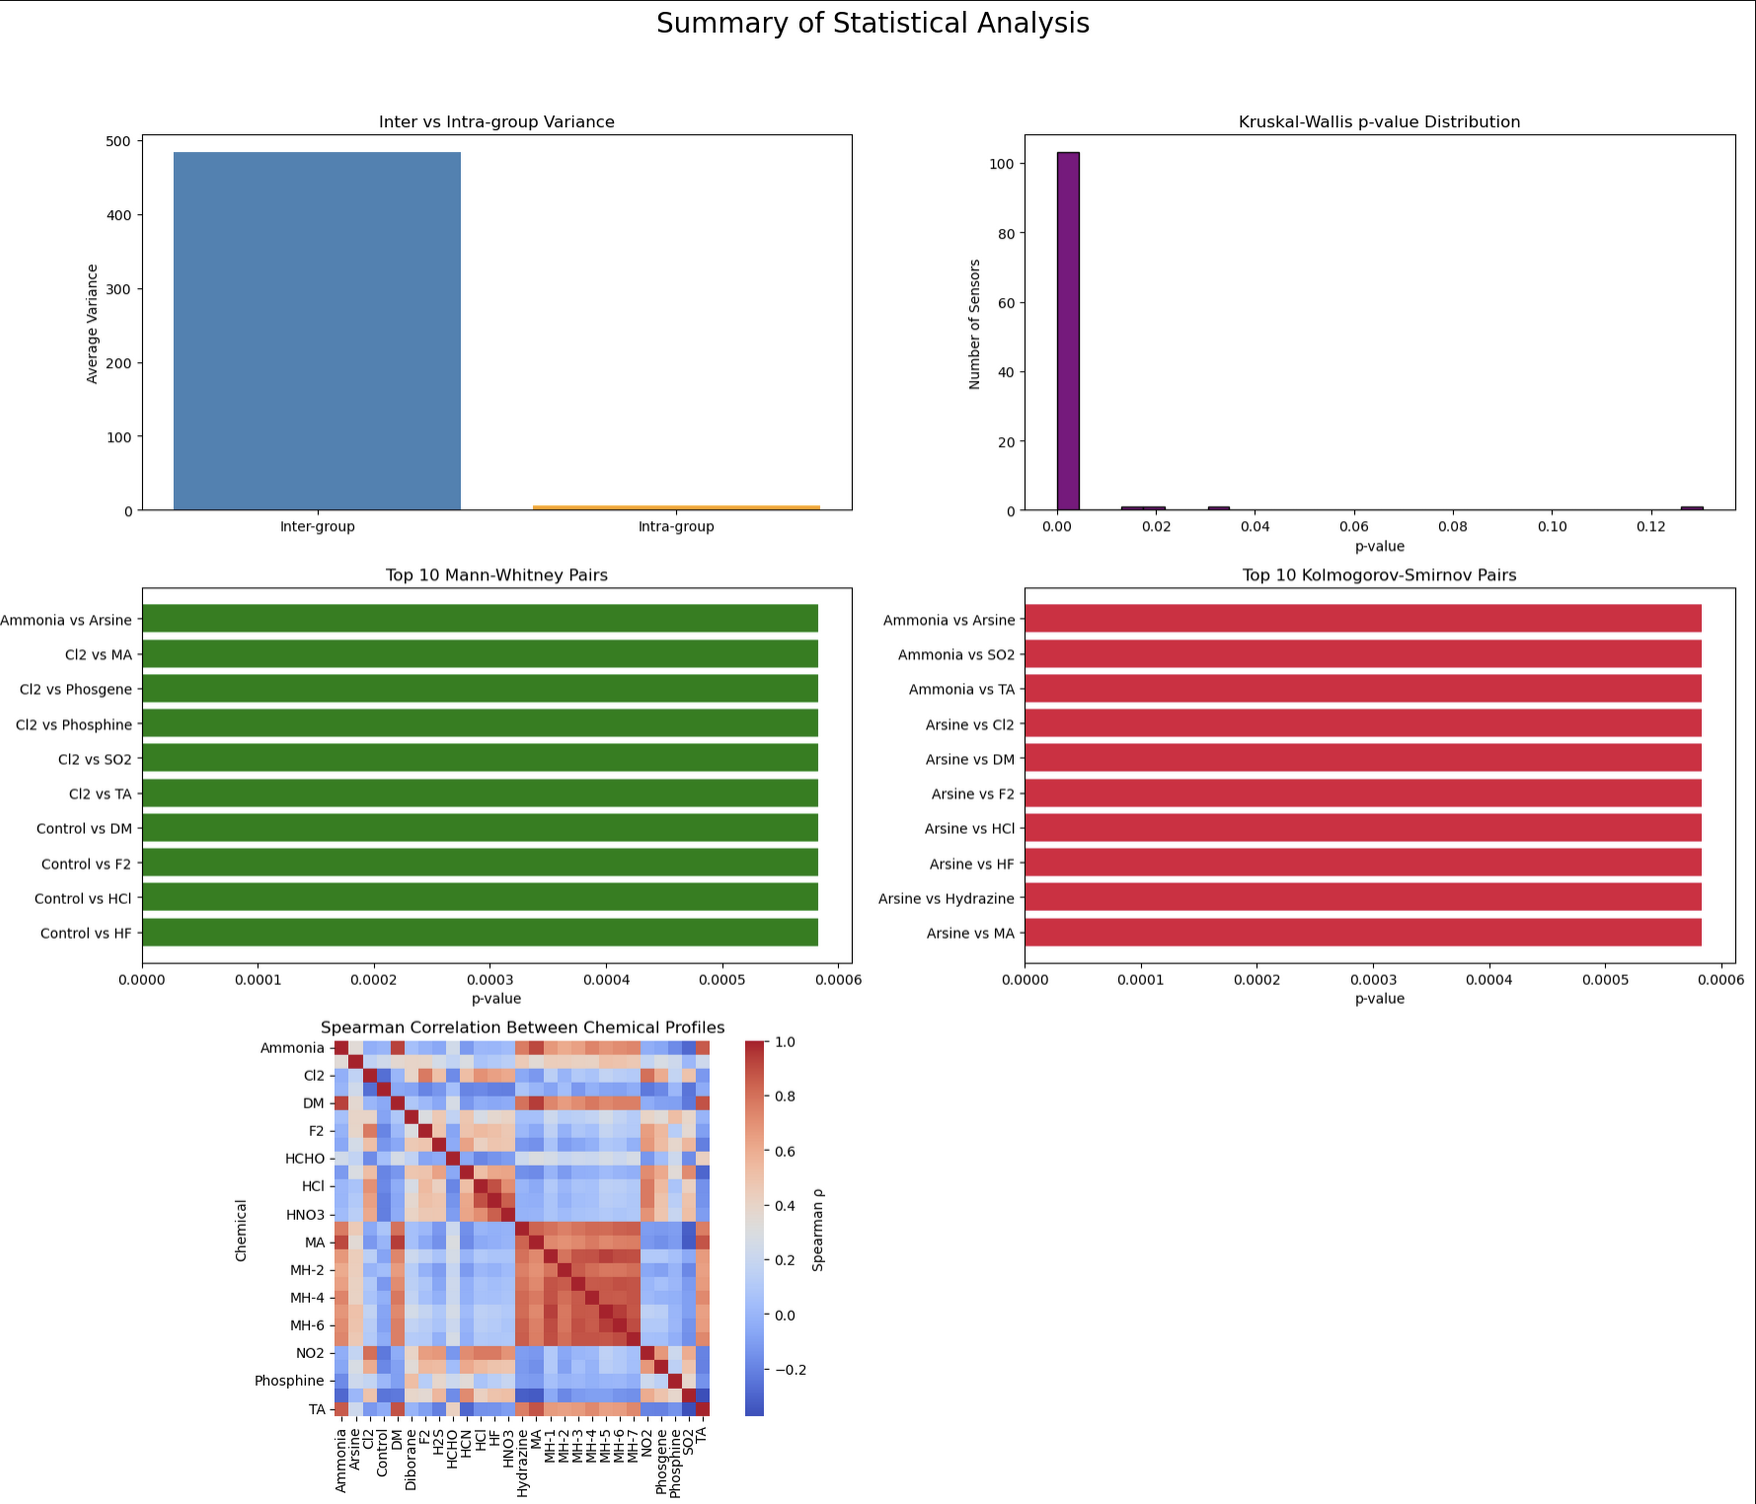 Summary of Statistical Analysis
Inter vs Intra-group Variance
Average Variance
500
400
300
200
100
0
Inter-group
Intra-group
Kruskal-Wallis p-value Distribution
Number of Sensors
100
80
60
40
20
0
0.00
0.02
0.04
0.06
0.08
0.10
0.12
p-value
Top 10 Mann-Whitney Pairs
Ammonia vs Arsine
Cl2 vs MA
Cl2 vs Phosgene
Cl2 vs Phosphine
Cl2 vs SO2
Cl2 vs TA
Control vs DM
Control vs F2
Control vs HCl
Control vs HF
0.0000
0.0001
0.0002
0.0003
0.0004
0.0005
0.0006
p-value
Top 10 Kolmogorov-Smirnov Pairs
Ammonia vs Arsine
Ammonia vs SO2
Ammonia vs TA
Arsine vs Cl2
Arsine vs DM
Arsine vs F2
Arsine vs HCl
Arsine vs HF
Arsine vs Hydrazine
Arsine vs MA
0.0000
0.0001
0.0002
0.0003
0.0004
0.0005
0.0006
p-value
Spearman Correlation Between Chemical Profiles
Chemical
Ammonia
Cl2
DM
F2
HCHO
HCl
HNO3
MA
MH-2
MH-4
MH-6
NO2
Phosphine
TA
Ammonia
Arsine
Cl2
Control
DM
Diborane
F2
H2S
HCHO
HCN
HCl
HF
HNO3
Hydrazine
MA
MH-1
MH-2
MH-3
MH-4
MH-5
MH-6
MH-7
NO2
Phosgene
Phosphine
SO2
TA
1.0
0.8
0.6
0.4
0.2
0.0
−0.2
Spearman ρ